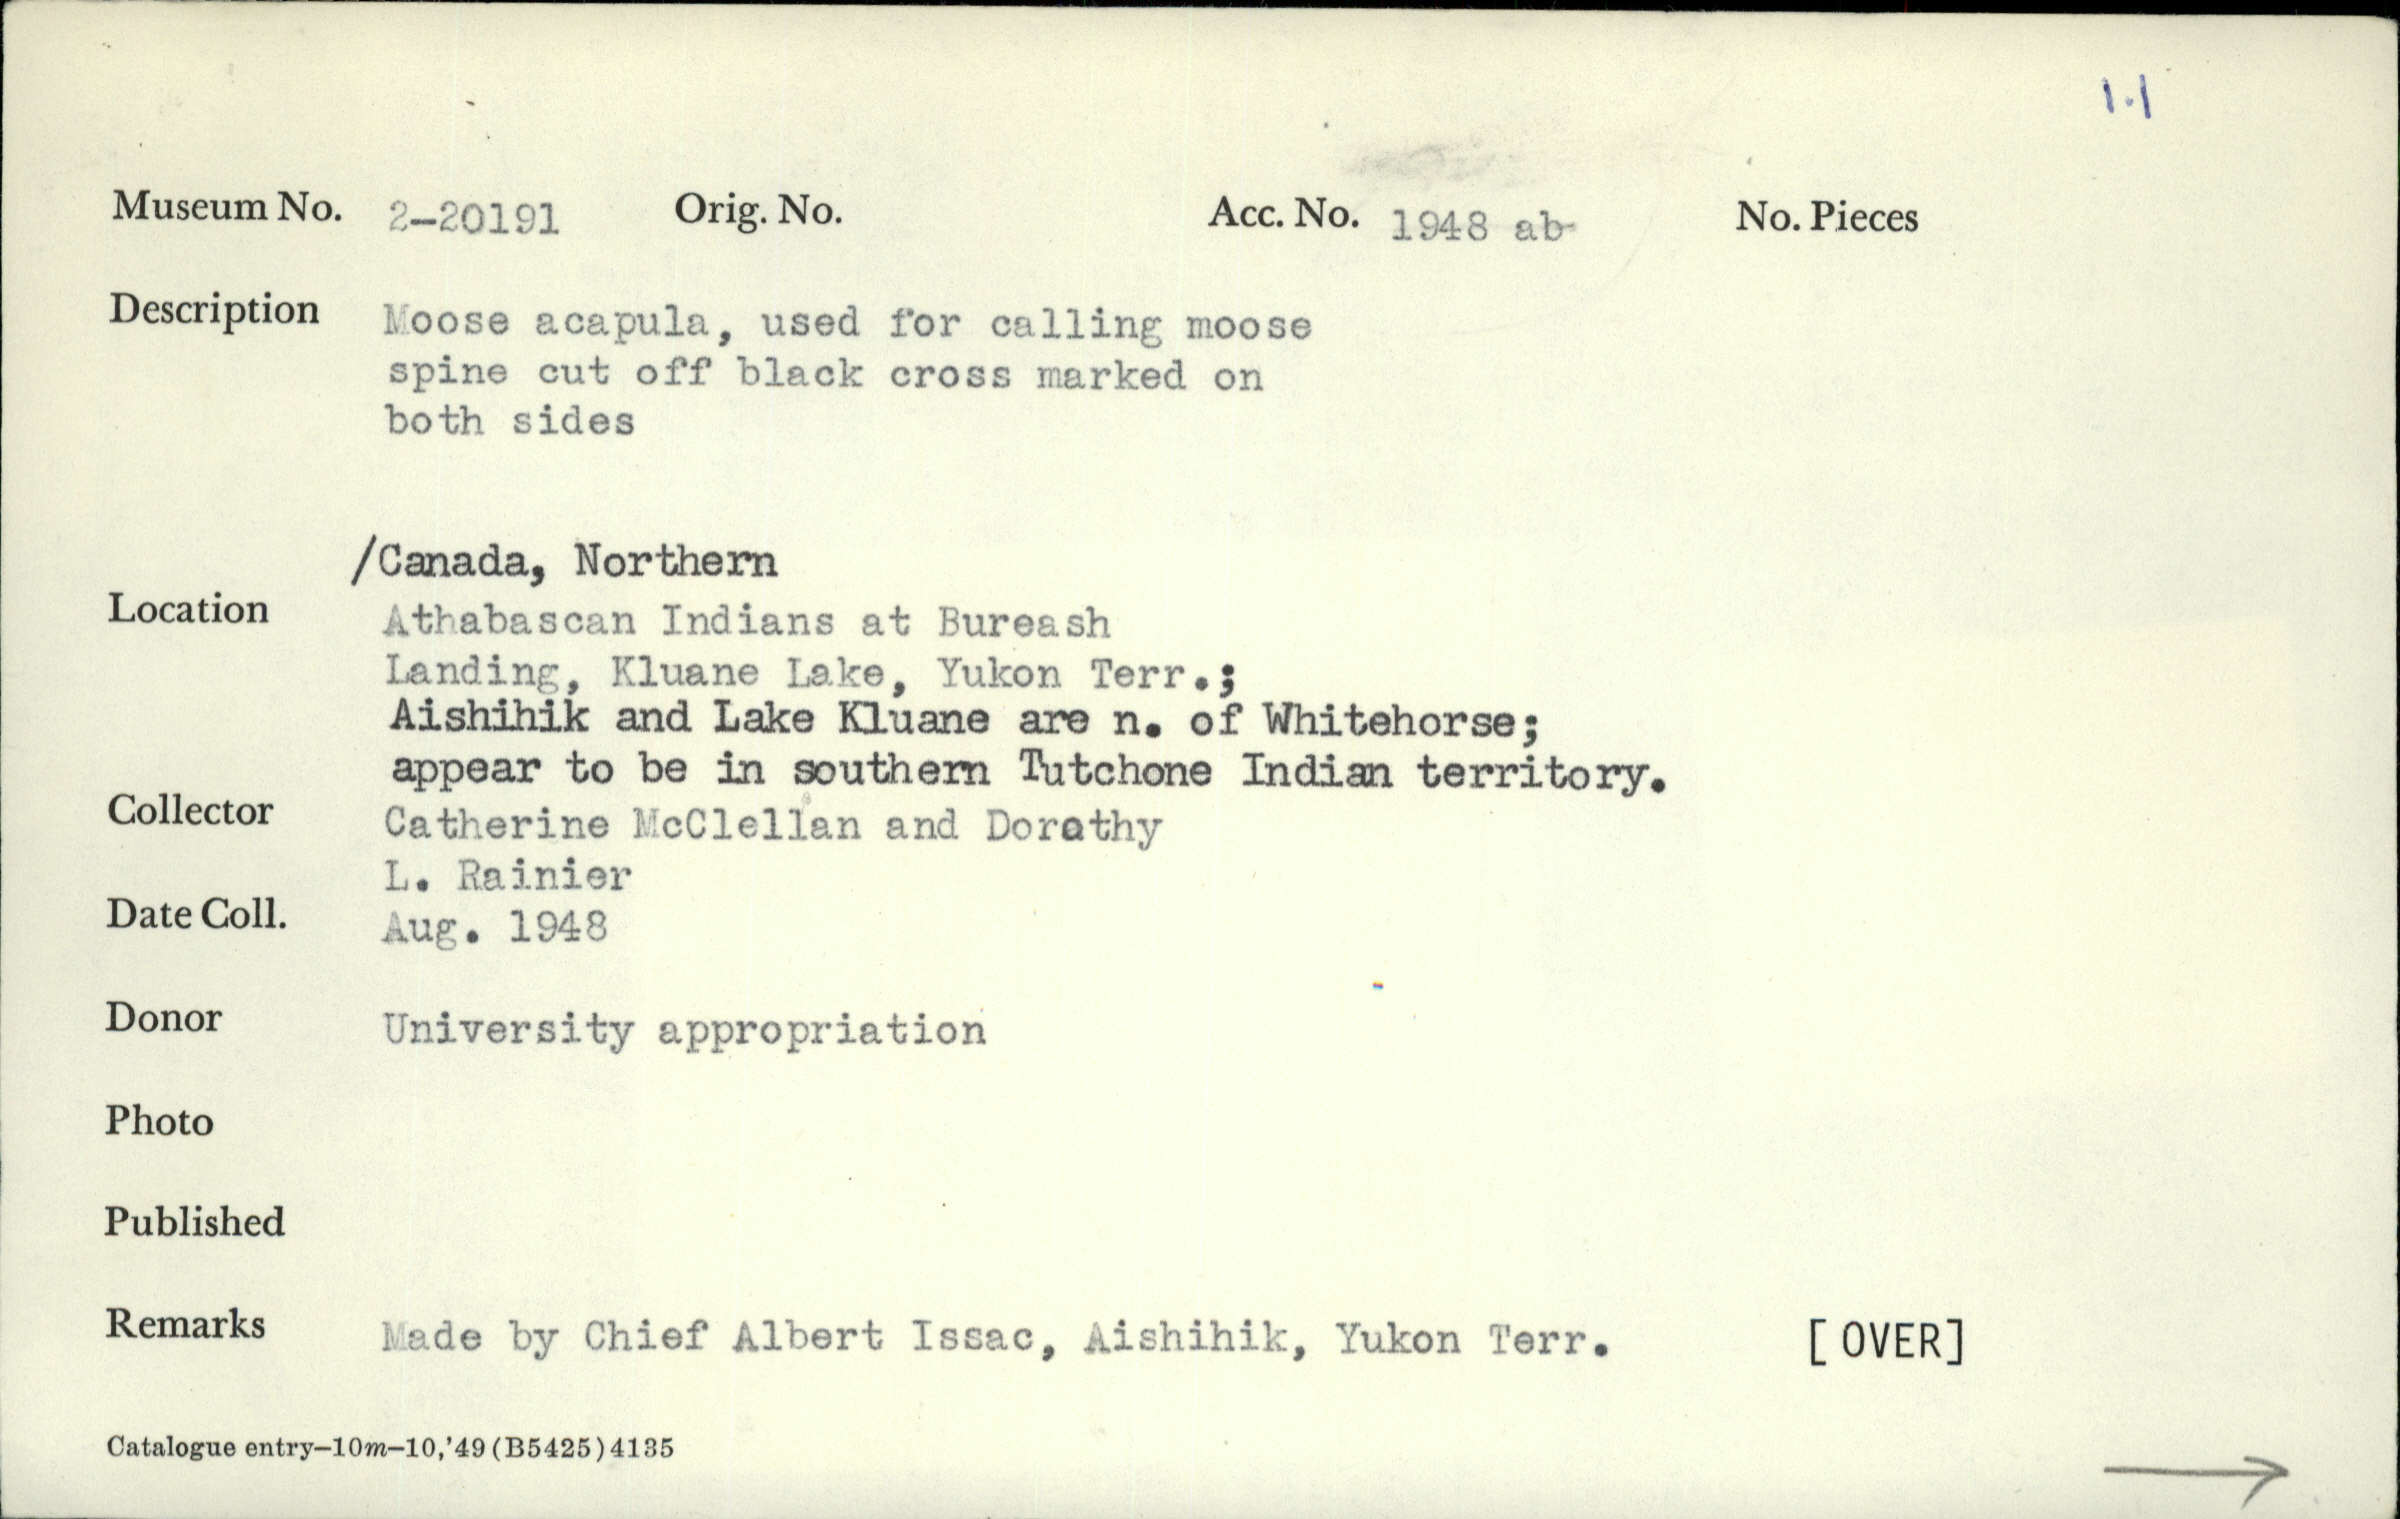 1.1
Museum No. 2-20191 Orig. No. Acc. No. 1948 ab No. Pieces
Description Moose acapula, used for calling moose
spine cut off black cross marked on
both sides
/Canada, Northern
Location Athabascan Indians at Bureash
Landing, Kluane Lake, Yukon Terr.;
Aishihik and Lake Kluane are n. of Whitehorse;
appear to be in southern Tutchone Indian territory.
Collector Catherine McClellan and Dorothy
L. Rainier
Date Coll. Aug. 1948
Donor University appropriation
Photo
Published
Remarks Made by Chief Albert Issac, Aishihik, Yukon Terr. [OVER]
Catalogue entry—10m—10,'49 (B5425) 4135